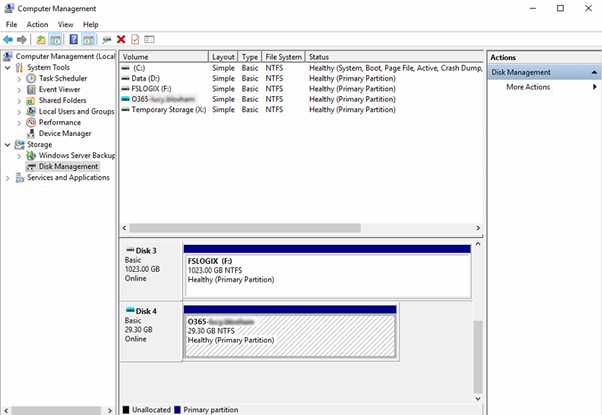 Computer Management
File Action View Help
Computer Management (Local
System Tools
Task Scheduler
Event Viewer
Shared Folders
Local Users and Groups
Performance
Device Manager
Storage
Windows Server Backup
Disk Management
Services and Applications
Volume Layout Type File System Status
(C:) Simple Basic NTFS Healthy (System, Boot, Page File, Active, Crash Dump,
Data (D:) Simple Basic NTFS Healthy (Primary Partition)
FSLOGIX (F:) Simple Basic NTFS Healthy (Primary Partition)
O365- Simple Basic NTFS Healthy (Primary Partition)
Temporary Storage (X:) Simple Basic NTFS Healthy (Primary Partition)
Disk 3
Basic
1023.00 GB
Online
FSLOGIX (F:)
1023.00 GB NTFS
Healthy (Primary Partition)
Disk 4
Basic
29.30 GB
Online
O365-
29.30 GB NTFS
Healthy (Primary Partition)
Unallocated Primary partition
Actions
Disk Management
More Actions